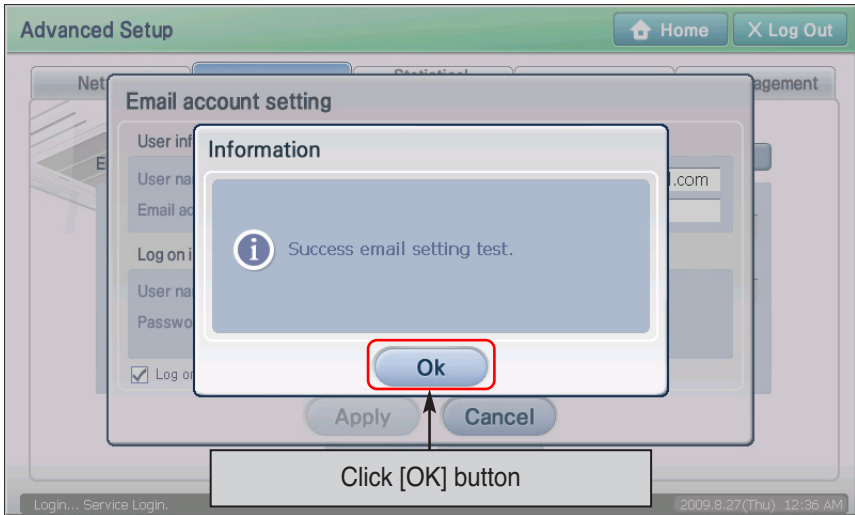 Advanced Setup
Home
X Log Out
Net
Statistical
agement
Email account setting
User inf
Information
User na
l.com
Email ac
Success email setting test.
Log on i
User na
Passwo
Ok
Log on
Apply
Cancel
Click [OK] button
Login... Service Login.
2009.8.27(Thu) 12:36 AM